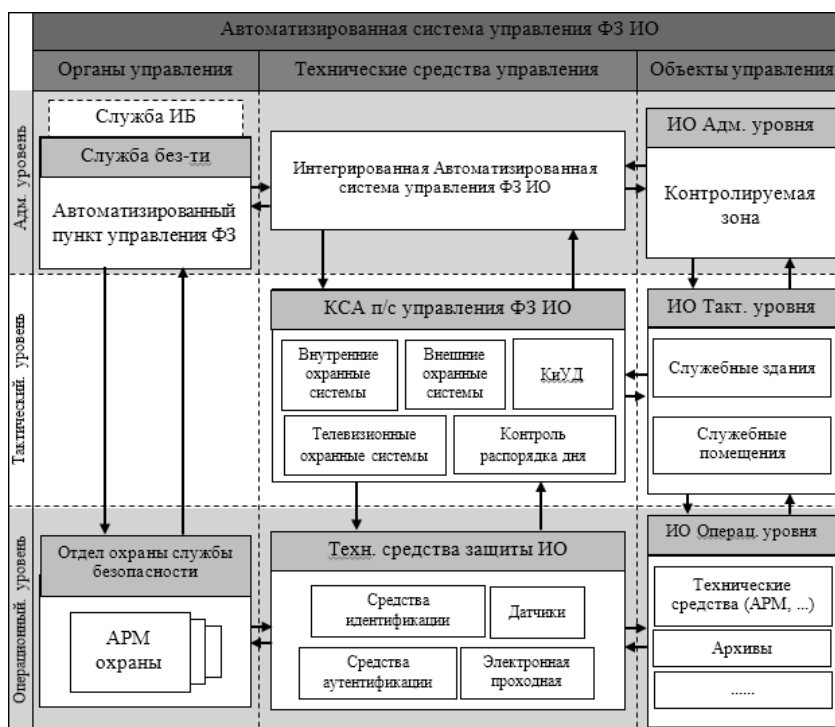 Автоматизированная система управления ФЗ ИО
Органы управления
Технические средства управления
Объекты управления
Адм. уровень
Служба ИБ
Служба без-ти
Автоматизированный
пункт управления ФЗ
Интегрированная Автоматизированная
система управления ФЗ ИО
ИО Адм. уровня
Контролируемая
зона
Тактический. уровень
КСА п/с управления ФЗ ИО
Внутренние
охранные
системы
Внешние
охранные
системы
КиУД
Телевизионные
охранные системы
Контроль
распорядка дня
ИО Такт. уровня
Служебные здания
Служебные
помещения
Операционный. уровень
Отдел охраны службы
безопасности
АРМ
охраны
Техн. средства защиты ИО
Средства
идентификации
Датчики
Средства
аутентификации
Электронная
проходная
ИО Операц. уровня
Технические
средства (АРМ, ...)
Архивы
......